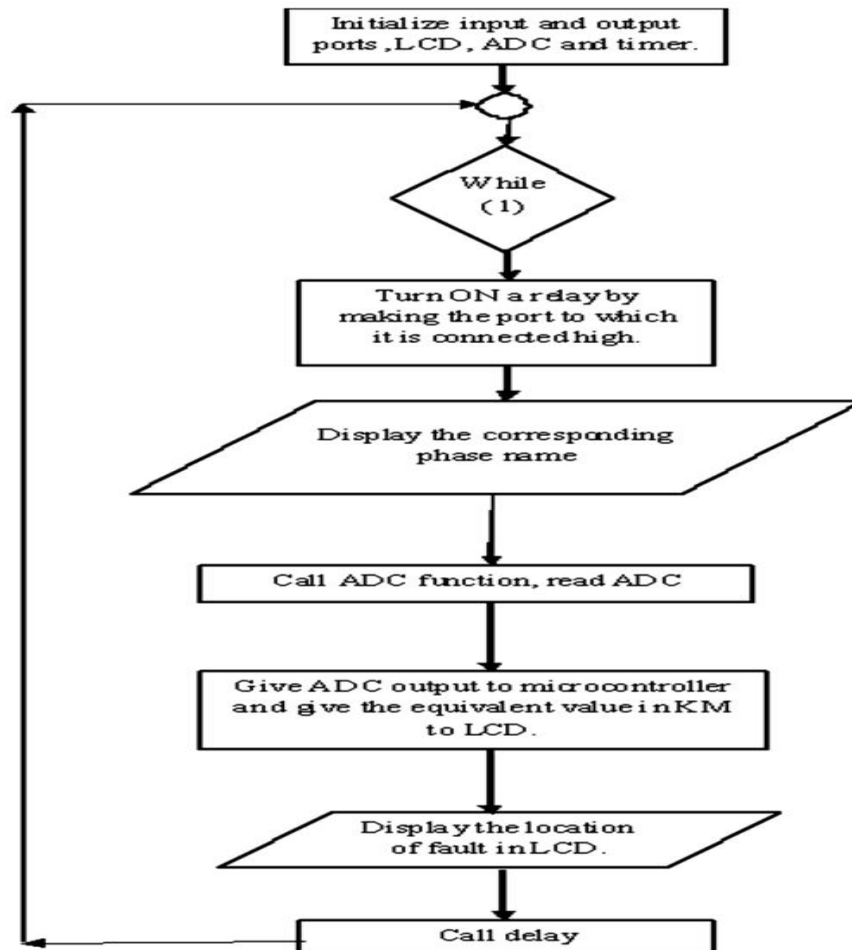 Initialize input and output
ports ,LCD, ADC and timer.
While
(1)
Turn ON a relay by
making the port to which
it is connected high.
Display the corresponding
phase name
Call ADC function, read ADC
Give ADC output to microcontroller
and give the equivalent value in KM
to LCD.
Display the location
of fault in LCD.
Call delay